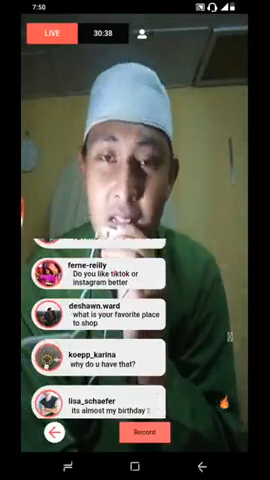 7:50
LIVE
30:38
ferne-reilly
Do you like tiktok or
instagram better
deshawn.ward
what is your favorite place
to shop
koepp_karina
why do u have that?
lisa_schaefer
its almost my birthday
Record